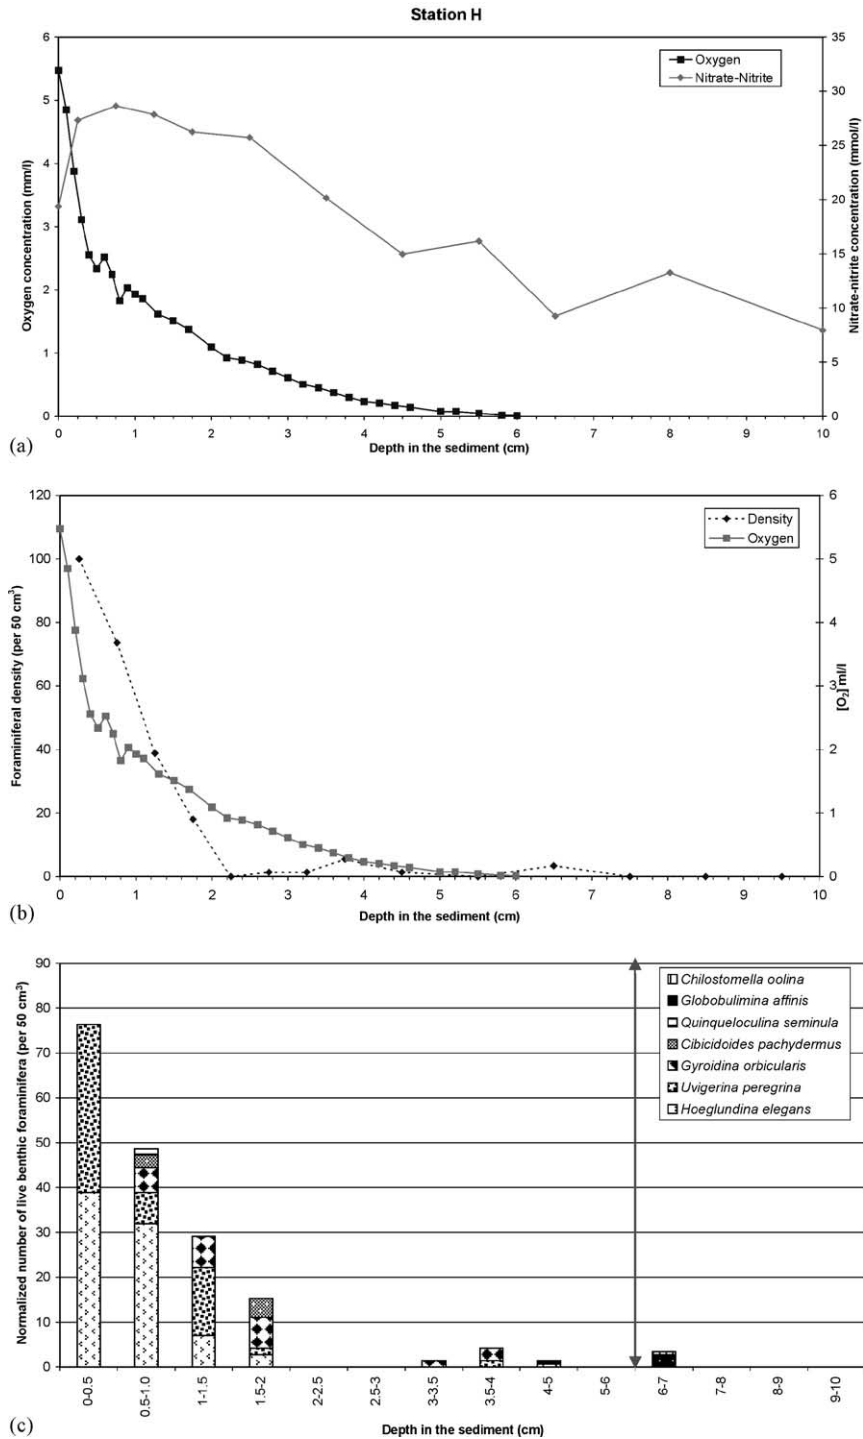 Station H
Oxygen
Nitrate-Nitrite
Oxygen concentration (mm/l)
6
5
4
3
2
1
0
Nitrate-nitrite concentration (mmol/l)
35
30
25
20
15
10
5
0
0 1 2 3 4 5 6 7 8 9 10
Depth in the sediment (cm)
(a)
Density
Oxygen
Foraminiferal density (per 50 cm³)
120
100
80
60
40
20
0
[O₂] ml/l
6
5
4
3
2
1
0
0 1 2 3 4 5 6 7 8 9 10
Depth in the sediment (cm)
(b)
Normalized number of live benthic foraminifera (per 50 cm³)
90
80
70
60
50
40
30
20
10
0
Chilostomella oolina
Globobulimina affinis
Quinqueloculina seminula
Cibicidoides pachydermus
Gyroidina orbicularis
Uvigerina peregrina
Hoeglundina elegans
0-0.5 0.5-1.0 1-1.5 1.5-2 2-2.5 2.5-3 3-3.5 3.5-4 4-5 5-6 6-7 7-8 8-9 9-10
Depth in the sediment (cm)
(c)